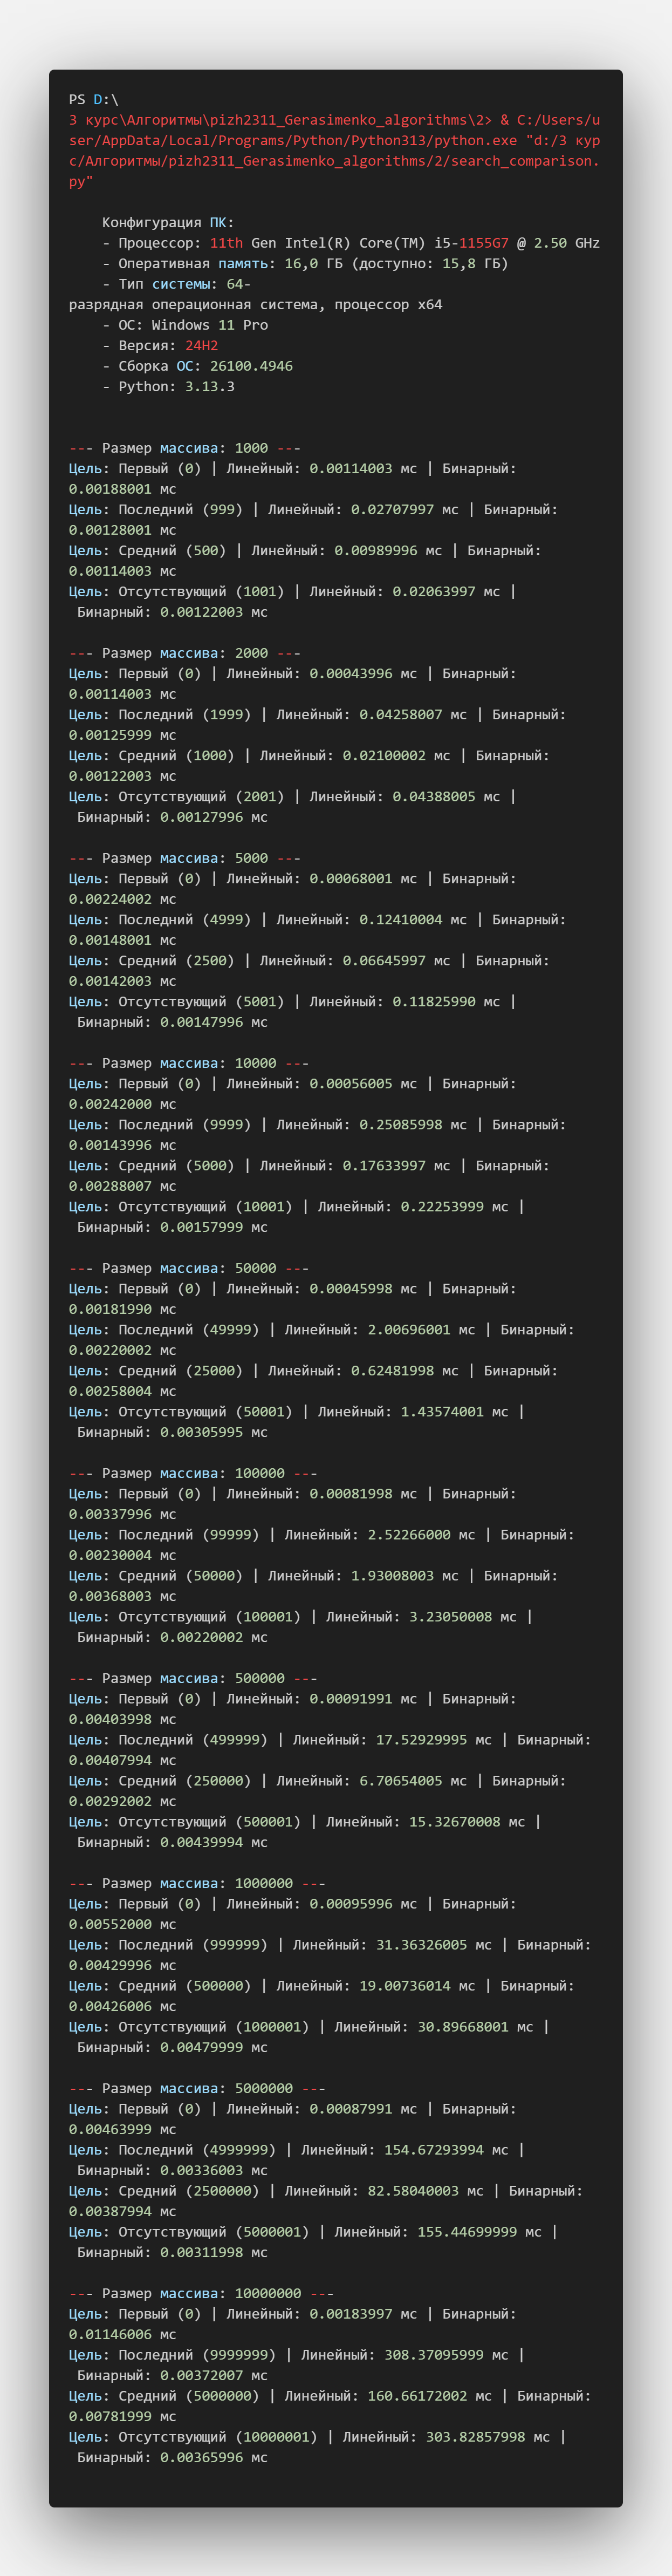 PS D:\
3 курс\Алгоритмы\pizh2311_Gerasimenko_algorithms\2> & C:/Users/u
ser/AppData/Local/Programs/Python/Python313/python.exe "d:/3 кур
с/Алгоритмы/pizh2311_Gerasimenko_algorithms/2/search_comparison.
py"
Конфигурация ПК:
- Процессор: 11th Gen Intel(R) Core(TM) i5-1155G7 @ 2.50 GHz
- Оперативная память: 16,0 ГБ (доступно: 15,8 ГБ)
- Тип системы: 64-
разрядная операционная система, процессор x64
- ОС: Windows 11 Pro
- Версия: 24H2
- Сборка ОС: 26100.4946
- Python: 3.13.3
--- Размер массива: 1000 ---
Цель: Первый (0) | Линейный: 0.00114003 мс | Бинарный:
0.00188001 мс
Цель: Последний (999) | Линейный: 0.02707997 мс | Бинарный:
0.00128001 мс
Цель: Средний (500) | Линейный: 0.00989996 мс | Бинарный:
0.00114003 мс
Цель: Отсутствующий (1001) | Линейный: 0.02063997 мс |
Бинарный: 0.00122003 мс
--- Размер массива: 2000 ---
Цель: Первый (0) | Линейный: 0.00043996 мс | Бинарный:
0.00114003 мс
Цель: Последний (1999) | Линейный: 0.04258007 мс | Бинарный:
0.00125999 мс
Цель: Средний (1000) | Линейный: 0.02100002 мс | Бинарный:
0.00122003 мс
Цель: Отсутствующий (2001) | Линейный: 0.04388005 мс |
Бинарный: 0.00127996 мс
--- Размер массива: 5000 ---
Цель: Первый (0) | Линейный: 0.00068001 мс | Бинарный:
0.00224002 мс
Цель: Последний (4999) | Линейный: 0.12410004 мс | Бинарный:
0.00148001 мс
Цель: Средний (2500) | Линейный: 0.06645997 мс | Бинарный:
0.00142003 мс
Цель: Отсутствующий (5001) | Линейный: 0.11825990 мс |
Бинарный: 0.00147996 мс
--- Размер массива: 10000 ---
Цель: Первый (0) | Линейный: 0.00056005 мс | Бинарный:
0.00242000 мс
Цель: Последний (9999) | Линейный: 0.25085998 мс | Бинарный:
0.00143996 мс
Цель: Средний (5000) | Линейный: 0.17633997 мс | Бинарный:
0.00288007 мс
Цель: Отсутствующий (10001) | Линейный: 0.22253999 мс |
Бинарный: 0.00157999 мс
--- Размер массива: 50000 ---
Цель: Первый (0) | Линейный: 0.00045998 мс | Бинарный:
0.00181990 мс
Цель: Последний (49999) | Линейный: 2.00696001 мс | Бинарный:
0.00220002 мс
Цель: Средний (25000) | Линейный: 0.62481998 мс | Бинарный:
0.00258004 мс
Цель: Отсутствующий (50001) | Линейный: 1.43574001 мс |
Бинарный: 0.00305995 мс
--- Размер массива: 100000 ---
Цель: Первый (0) | Линейный: 0.00081998 мс | Бинарный:
0.00337996 мс
Цель: Последний (99999) | Линейный: 2.52266000 мс | Бинарный:
0.00230004 мс
Цель: Средний (50000) | Линейный: 1.93008003 мс | Бинарный:
0.00368003 мс
Цель: Отсутствующий (100001) | Линейный: 3.23050008 мс |
Бинарный: 0.00220002 мс
--- Размер массива: 500000 ---
Цель: Первый (0) | Линейный: 0.00091991 мс | Бинарный:
0.00403998 мс
Цель: Последний (499999) | Линейный: 17.52929995 мс | Бинарный:
0.00407994 мс
Цель: Средний (250000) | Линейный: 6.70654005 мс | Бинарный:
0.00292002 мс
Цель: Отсутствующий (500001) | Линейный: 15.32670008 мс |
Бинарный: 0.00439994 мс
--- Размер массива: 1000000 ---
Цель: Первый (0) | Линейный: 0.00095996 мс | Бинарный:
0.00552000 мс
Цель: Последний (999999) | Линейный: 31.36326005 мс | Бинарный:
0.00429996 мс
Цель: Средний (500000) | Линейный: 19.00736014 мс | Бинарный:
0.00426006 мс
Цель: Отсутствующий (1000001) | Линейный: 30.89668001 мс |
Бинарный: 0.00479999 мс
--- Размер массива: 5000000 ---
Цель: Первый (0) | Линейный: 0.00087991 мс | Бинарный:
0.00463999 мс
Цель: Последний (4999999) | Линейный: 154.67293994 мс |
Бинарный: 0.00336003 мс
Цель: Средний (2500000) | Линейный: 82.58040003 мс | Бинарный:
0.00387994 мс
Цель: Отсутствующий (5000001) | Линейный: 155.44699999 мс |
Бинарный: 0.00311998 мс
--- Размер массива: 10000000 ---
Цель: Первый (0) | Линейный: 0.00183997 мс | Бинарный:
0.01146006 мс
Цель: Последний (9999999) | Линейный: 308.37095999 мс |
Бинарный: 0.00372007 мс
Цель: Средний (5000000) | Линейный: 160.66172002 мс | Бинарный:
0.00781999 мс
Цель: Отсутствующий (10000001) | Линейный: 303.82857998 мс |
Бинарный: 0.00365996 мс